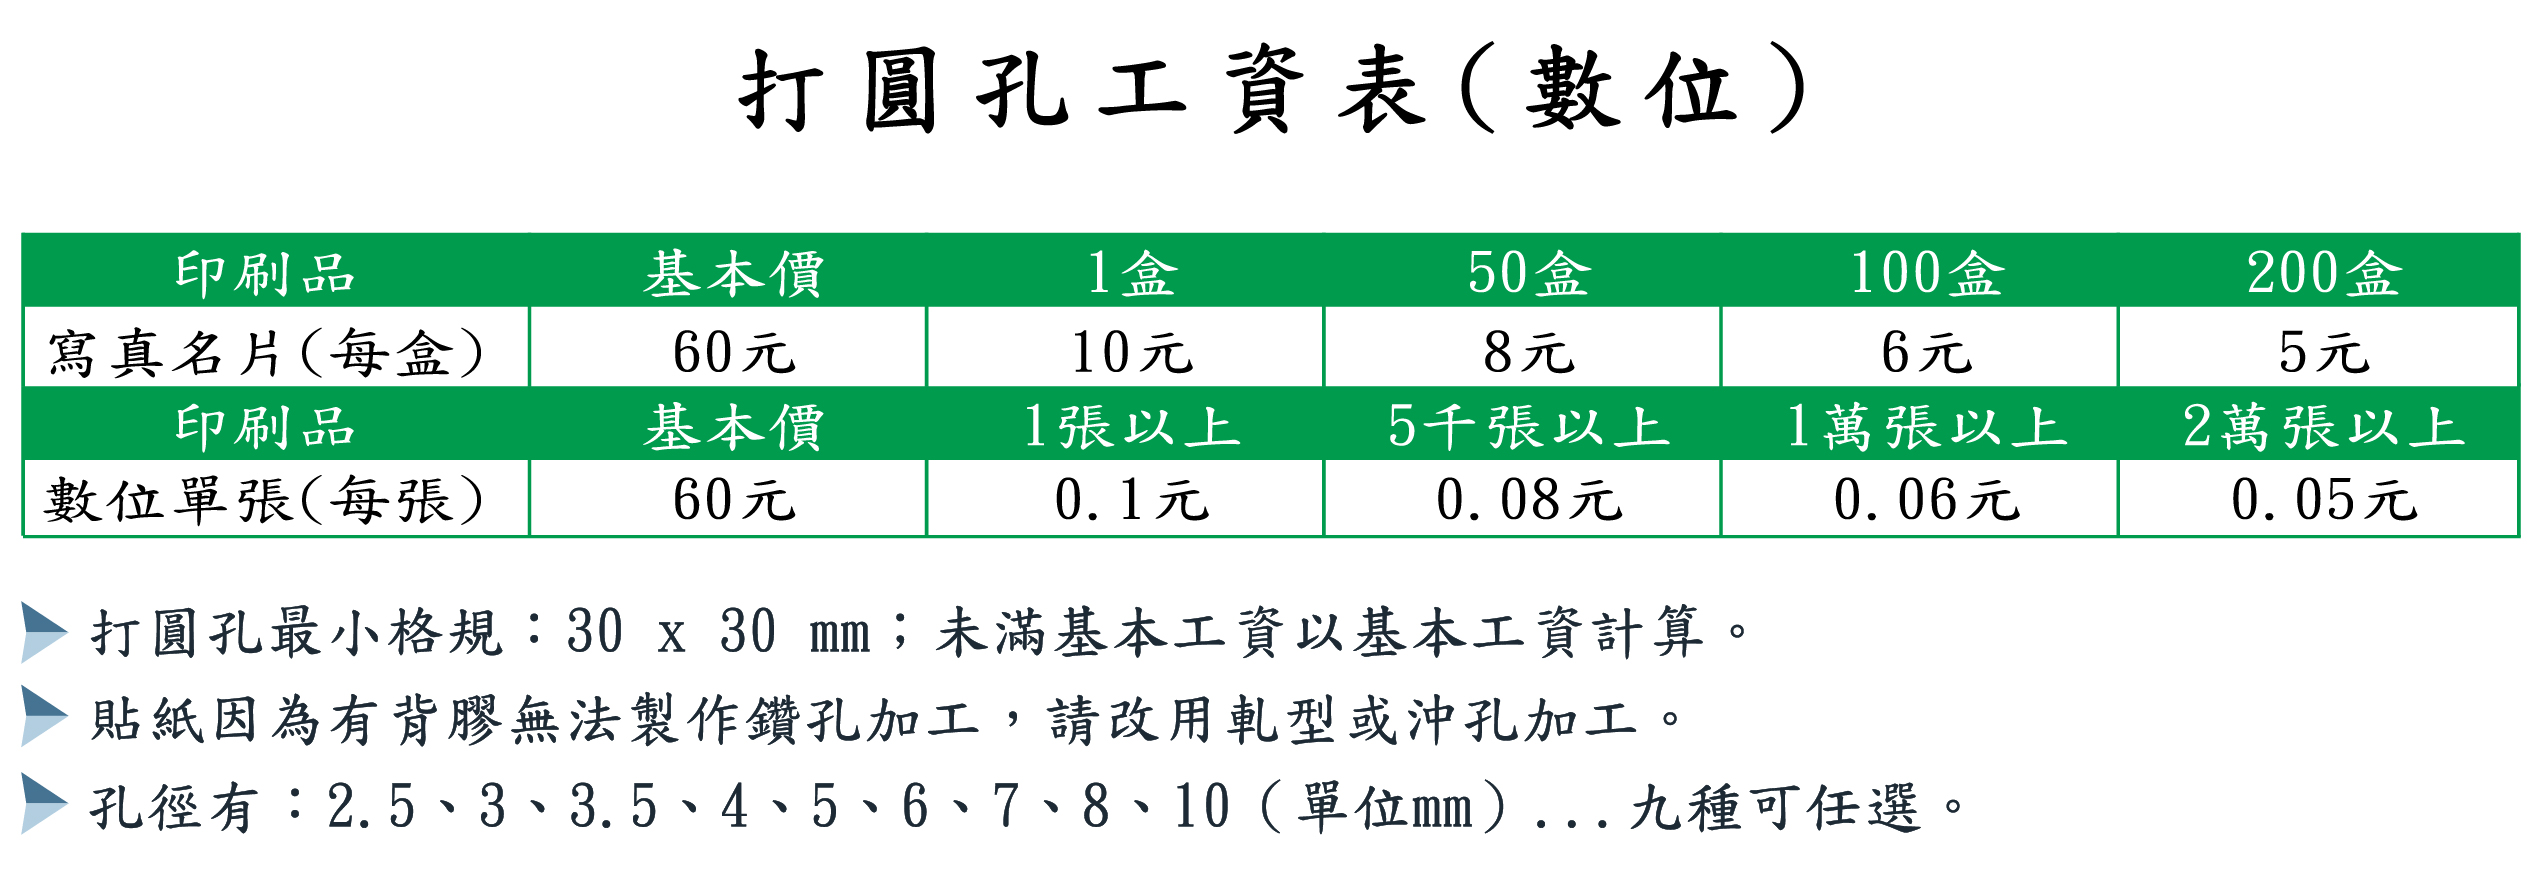 打圓孔工資表(數位)
印刷品 基本價 1盒 50盒 100盒 200盒
寫真名片(每盒) 60元 10元 8元 6元 5元
印刷品 基本價 1張以上 5千張以上 1萬張以上 2萬張以上
數位單張(每張) 60元 0.1元 0.08元 0.06元 0.05元
打圓孔最小格規：30 x 30 mm；未滿基本工資以基本工資計算。
貼紙因為有背膠無法製作鑽孔加工，請改用軋型或沖孔加工。
孔徑有：2.5、3、3.5、4、5、6、7、8、10（單位mm）...九種可任選。